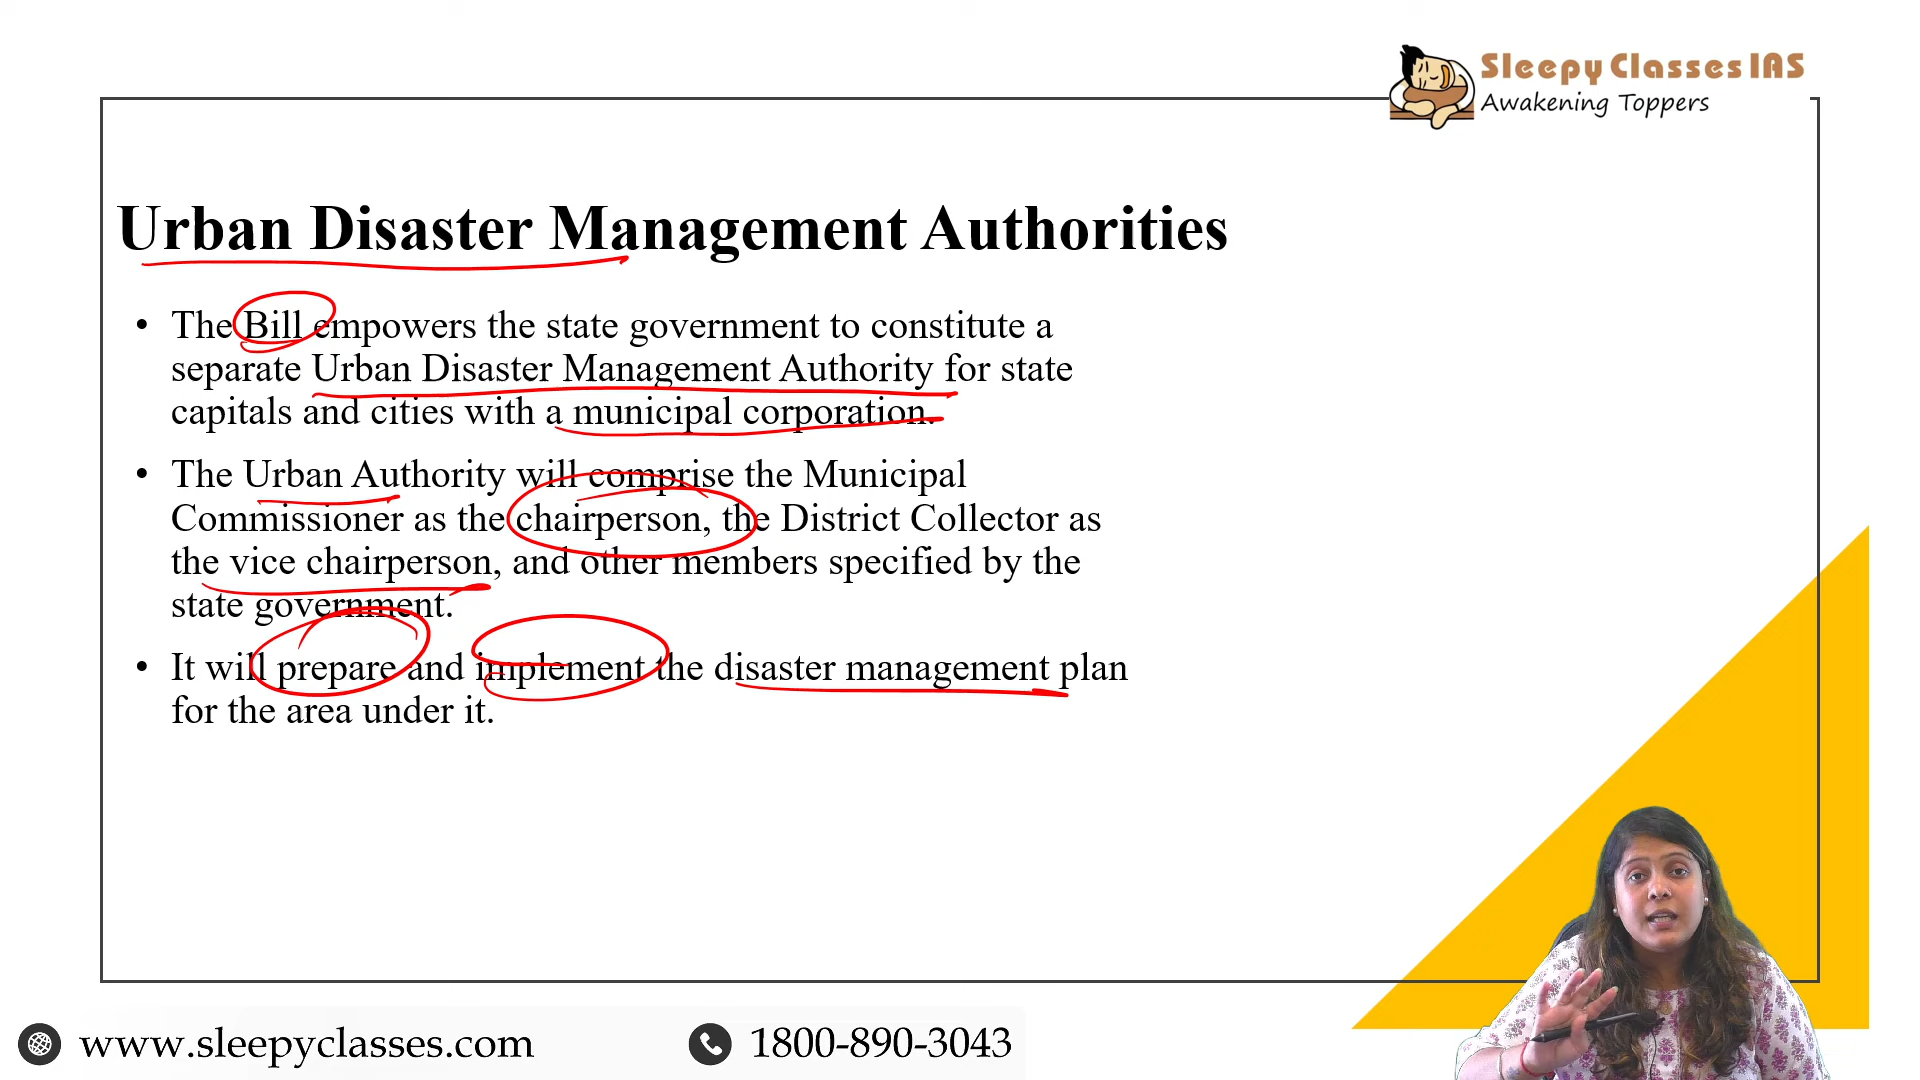 Sleepy Classes IAS
Awakening Toppers
Urban Disaster Management Authorities
• The Bill empowers the state government to constitute a
separate Urban Disaster Management Authority for state
capitals and cities with a municipal corporation.
• The Urban Authority will comprise the Municipal
Commissioner as the chairperson, the District Collector as
the vice chairperson, and other members specified by the
state government.
• It will prepare and implement the disaster management plan
for the area under it.
www.sleepyclasses.com
1800-890-3043